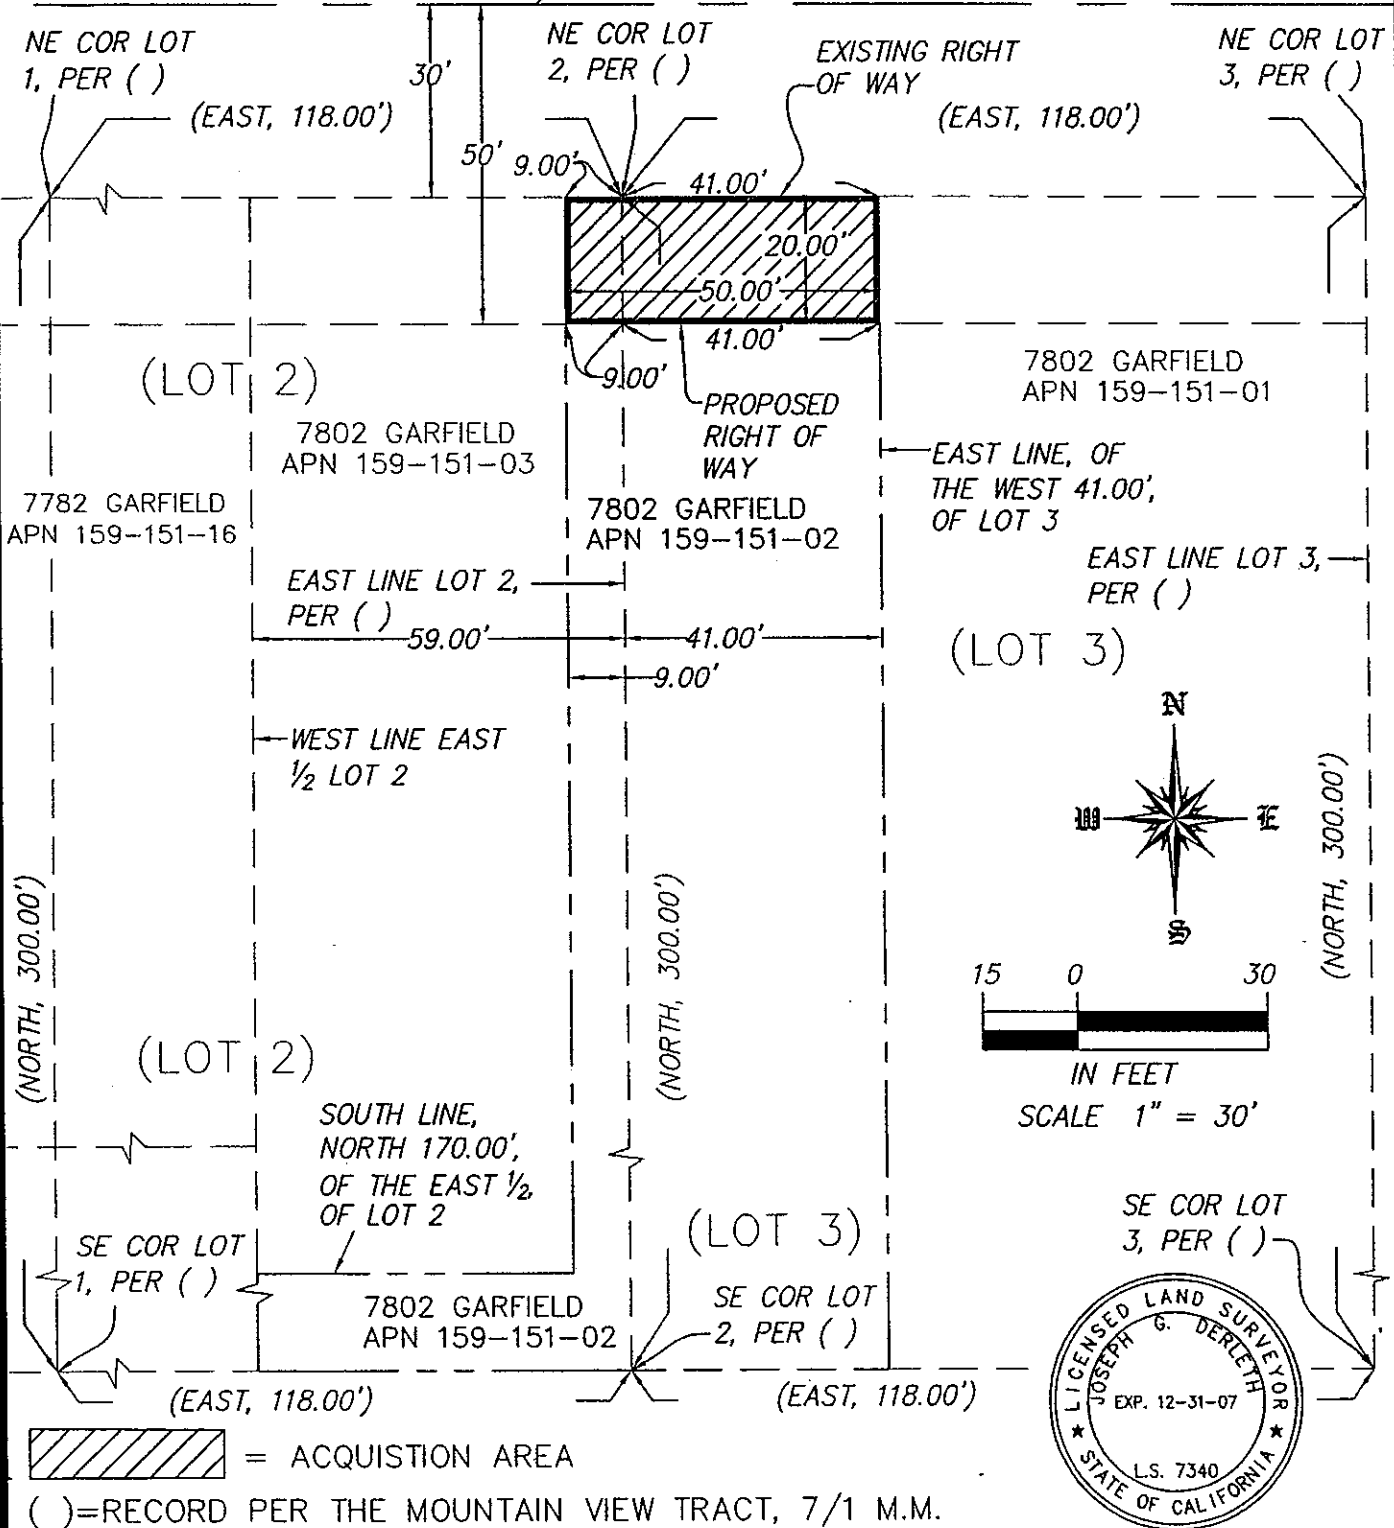 NE COR LOT
1, PER ( )
(EAST, 118.00')
30'
50'
NE COR LOT
2, PER ( )
EXISTING RIGHT
OF WAY
(EAST, 118.00')
NE COR LOT
3, PER ( )
9.00'
41.00'
20.00'
50.00'
41.00'
9.00'
(LOT 2)
7802 GARFIELD
APN 159-151-03
7782 GARFIELD
APN 159-151-16
PROPOSED
RIGHT OF
WAY
7802 GARFIELD
APN 159-151-02
7802 GARFIELD
APN 159-151-01
EAST LINE, OF
THE WEST 41.00',
OF LOT 3
EAST LINE LOT 3,
PER ( )
EAST LINE LOT 2,
PER ( )
59.00'
41.00'
9.00'
(LOT 3)
WEST LINE EAST
½ LOT 2
N
W
E
S
(NORTH, 300.00')
(NORTH, 300.00')
(NORTH, 300.00')
15 0 30
IN FEET
SCALE 1" = 30'
(LOT 2)
SOUTH LINE,
NORTH 170.00',
OF THE EAST ½,
OF LOT 2
(LOT 3)
SE COR LOT
1, PER ( )
7802 GARFIELD
APN 159-151-02
SE COR LOT
2, PER ( )
SE COR LOT
3, PER ( )
(EAST, 118.00')
(EAST, 118.00')
LICENSED LAND SURVEYOR
JOSEPH G. DERLETH
EXP. 12-31-07
L.S. 7340
★ STATE OF CALIFORNIA ★
= ACQUISTION AREA
( )=RECORD PER THE MOUNTAIN VIEW TRACT, 7/1 M.M.